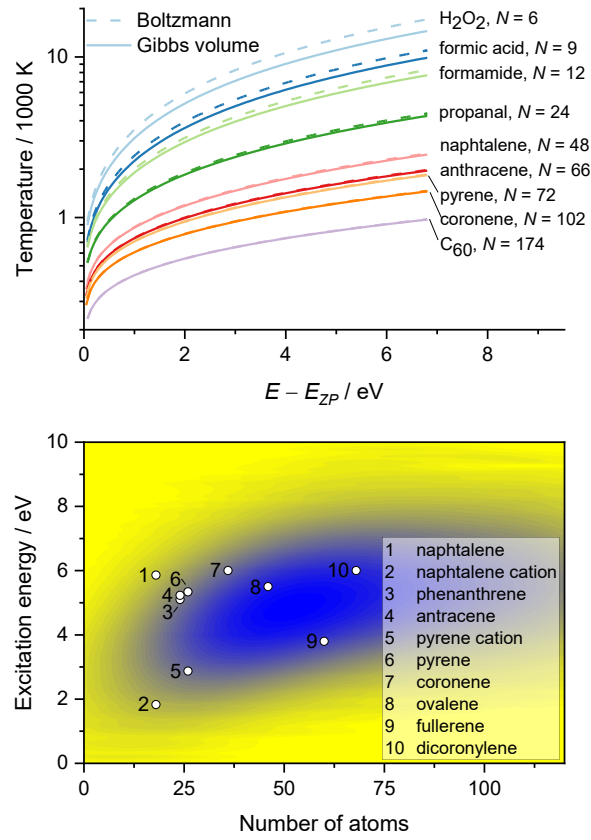 Boltzmann
Gibbs volume
H2O2, N = 6
formic acid, N = 9
formamide, N = 12
propanal, N = 24
naphtalene, N = 48
anthracene, N = 66
pyrene, N = 72
coronene, N = 102
C60, N = 174
Temperature / 1000 K
10
1
0 2 4 6 8
E – EZP / eV
Excitation energy / eV
10
8
6
4
2
0
1
6
4
3
5
2
7
8
9
10
1 naphtalene
2 naphtalene cation
3 phenanthrene
4 antracene
5 pyrene cation
6 pyrene
7 coronene
8 ovalene
9 fullerene
10 dicoronylene
0 25 50 75 100
Number of atoms